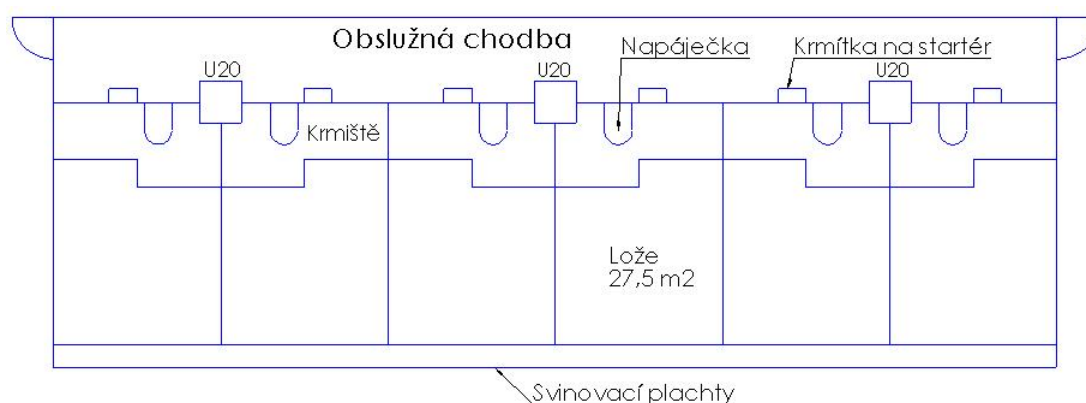 Obslužná chodba
Napáječka
Krmítka na startér
U20
U20
U20
Krmiště
Lože
27,5 m2
Svinovací plachty